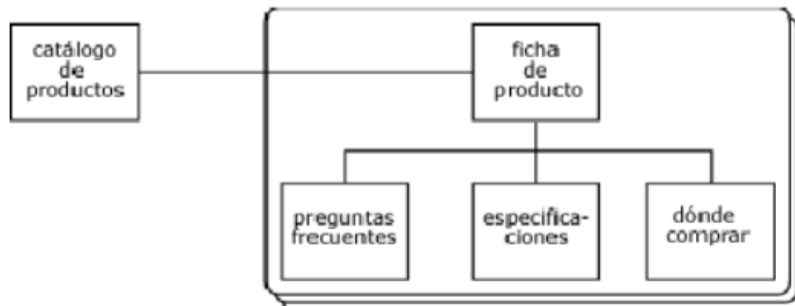 catálogo
de
productos
ficha
de
producto
preguntas
frecuentes
especifica-
ciones
dónde
comprar